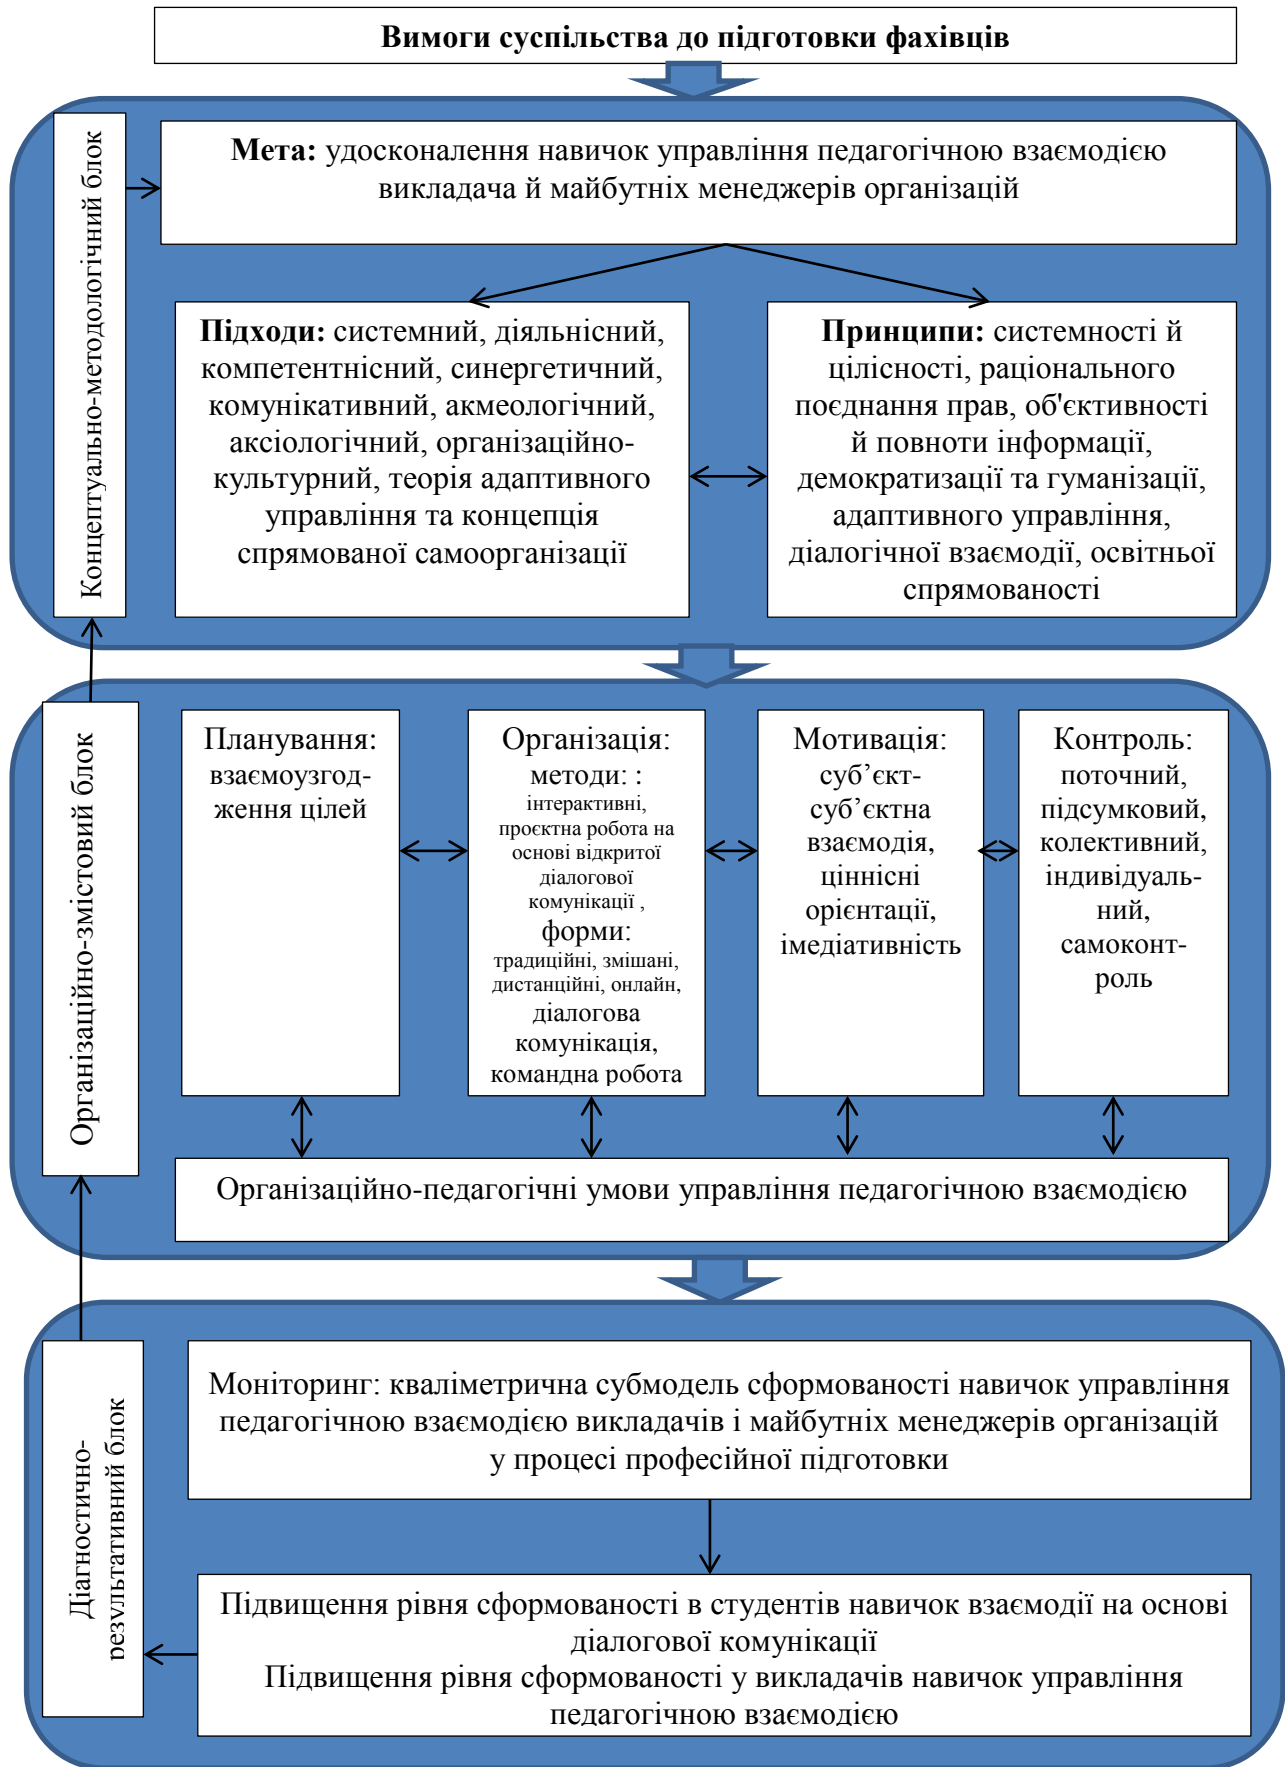 Вимоги суспільства до підготовки фахівців
Концептуально-методологічний блок
Мета: удосконалення навичок управління педагогічною взаємодією
викладача й майбутніх менеджерів організацій
Підходи: системний, діяльнісний,
компетентнісний, синергетичний,
комунікативний, акмеологічний,
аксіологічний, організаційно-
культурний, теорія адаптивного
управління та концепція
спрямованої самоорганізації
Принципи: системності й
цілісності, раціонального
поєднання прав, об'єктивності
й повноти інформації,
демократизації та гуманізації,
адаптивного управління,
діалогічної взаємодії, освітньої
спрямованості
Організаційно-змістовий блок
Планування:
взаємоузгод-
ження цілей
Організація:
методи: :
інтерактивні,
проєктна робота на
основі відкритої
діалогової
комунікації ,
форми:
традиційні, змішані,
дистанційні, онлайн,
діалогова
комунікація,
командна робота
Мотивація:
суб’єкт-
суб’єктна
взаємодія,
ціннісні
орієнтації,
імедіативність
Контроль:
поточний,
підсумковий,
колективний,
індивідуаль-
ний,
самоконт-
роль
Організаційно-педагогічні умови управління педагогічною взаємодією
Діагностично-
результативний блок
Моніторинг: кваліметрична субмодель сформованості навичок управління
педагогічною взаємодією викладачів і майбутніх менеджерів організацій
у процесі професійної підготовки
Підвищення рівня сформованості в студентів навичок взаємодії на основі
діалогової комунікації
Підвищення рівня сформованості у викладачів навичок управління
педагогічною взаємодією